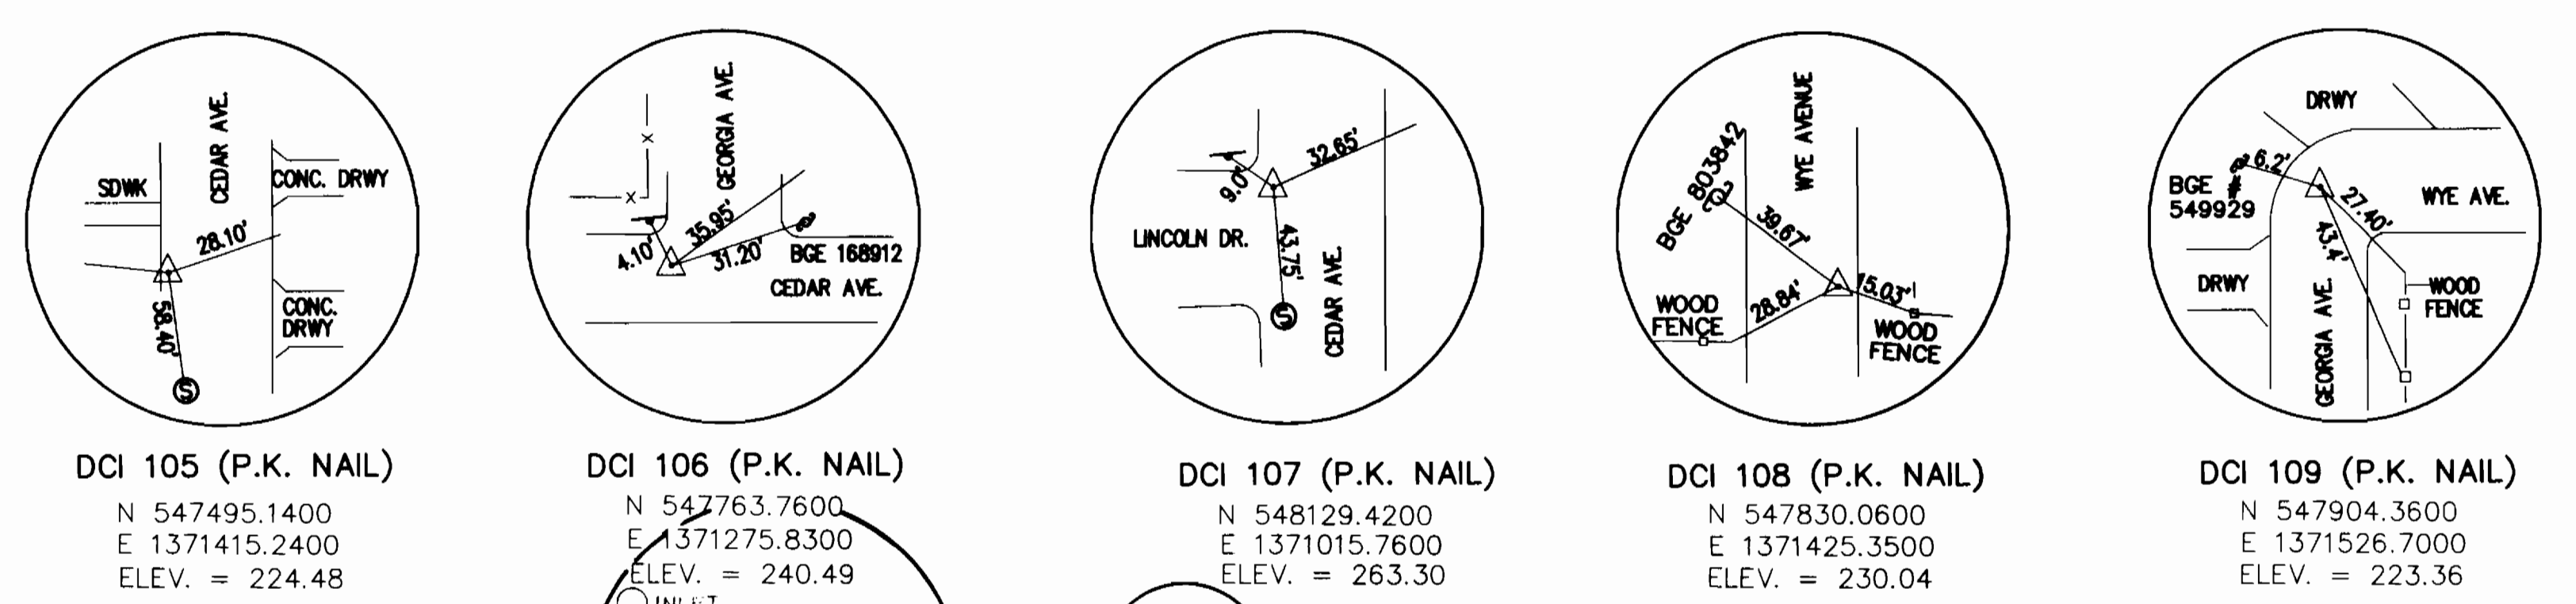 SDWK
CEDAR AVE.
CONC. DRWY
28.10'
58.40'
CONC.
DRWY
S
DCI 105 (P.K. NAIL)
N 547495.1400
E 1371415.2400
ELEV. = 224.48
GEORGIA AVE.
X
X
4.10'
35.95'
31.20'
BGE 168912
CEDAR AVE.
DCI 106 (P.K. NAIL)
N 547763.7600
E 1371275.8300
ELEV. = 240.49
INLET
9.0'
32.65'
LINCOLN DR.
43.75'
CEDAR AVE.
S
DCI 107 (P.K. NAIL)
N 548129.4200
E 1371015.7600
ELEV. = 263.30
BGE 803842
WYE AVENUE
39.67'
28.84'
15.03'
WOOD
FENCE
WOOD
FENCE
DCI 108 (P.K. NAIL)
N 547830.0600
E 1371425.3500
ELEV. = 230.04
DRWY
6.2'
BGE #
549929
27.40'
WYE AVE.
43.4'
DRWY
GEORGIA AVE.
WOOD
FENCE
DCI 109 (P.K. NAIL)
N 547904.3600
E 1371526.7000
ELEV. = 223.36